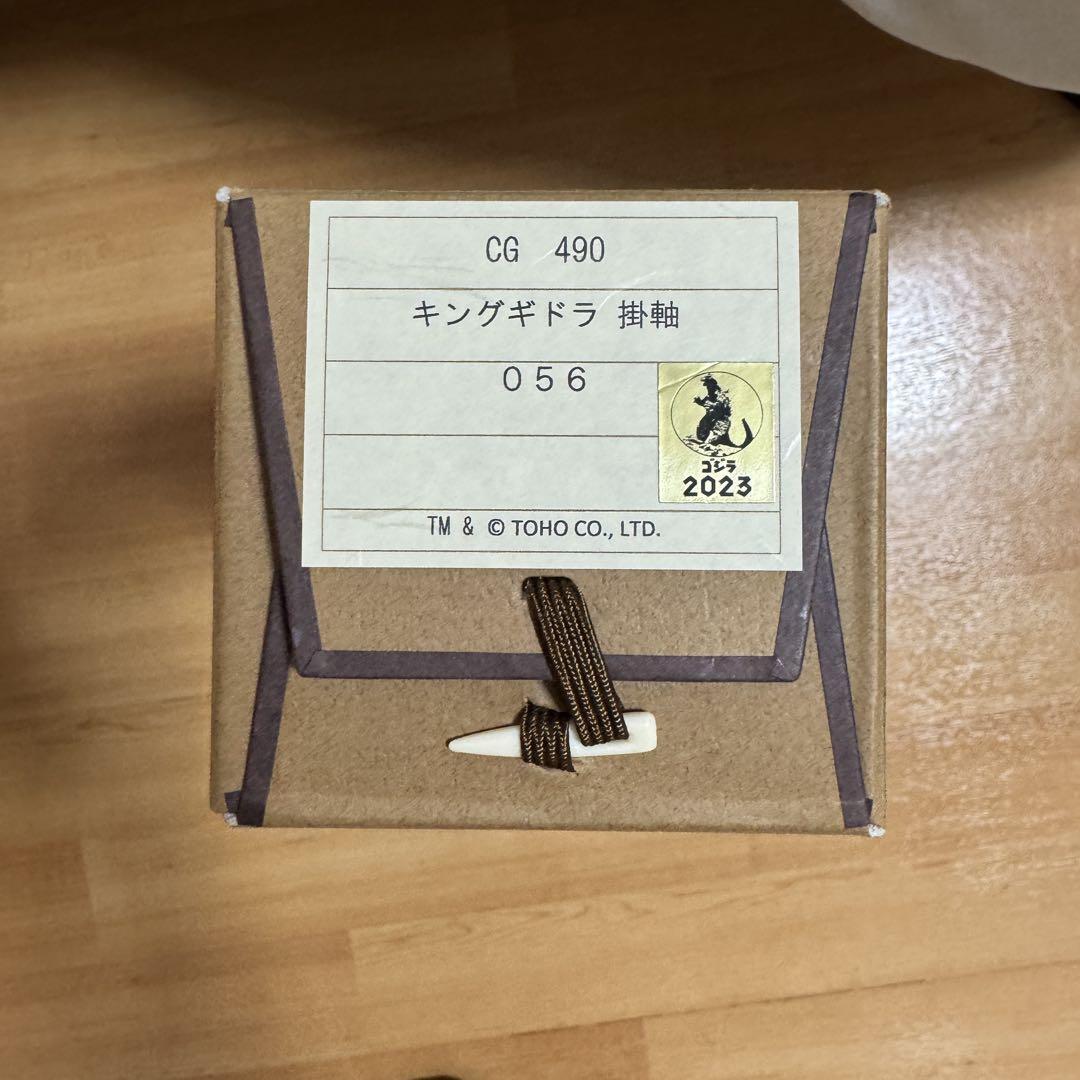 CG 490
キングギドラ 掛軸
０５６
ゴジラ
2023
TM & © TOHO CO., LTD.